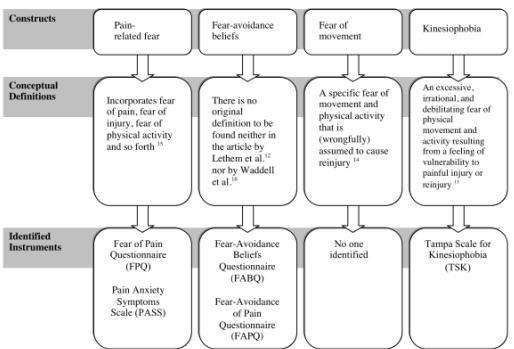 Constructs
Pain-
related fear
Fear-avoidance
beliefs
Fear of
movement
Kinesiophobia
Conceptual
Definitions
Incorporates fear
of pain, fear of
injury, fear of
physical activity
and so forth 15
There is no
original
definition to be
found neither in
the article by
Lethem et al.12
nor by Waddell
et al.16
A specific fear of
movement and
physical activity
that is
(wrongfully)
assumed to cause
reinjury 14
An excessive,
irrational, and
debilitating fear of
physical
movement and
activity resulting
from a feeling of
vulnerability to
painful injury or
reinjury 13
Identified
Instruments
Fear of Pain
Questionnaire
(FPQ)
Pain Anxiety
Symptoms
Scale (PASS)
Fear-Avoidance
Beliefs
Questionnaire
(FABQ)
Fear-Avoidance
of Pain
Questionnaire
(FAPQ)
No one
identified
Tampa Scale for
Kinesiophobia
(TSK)